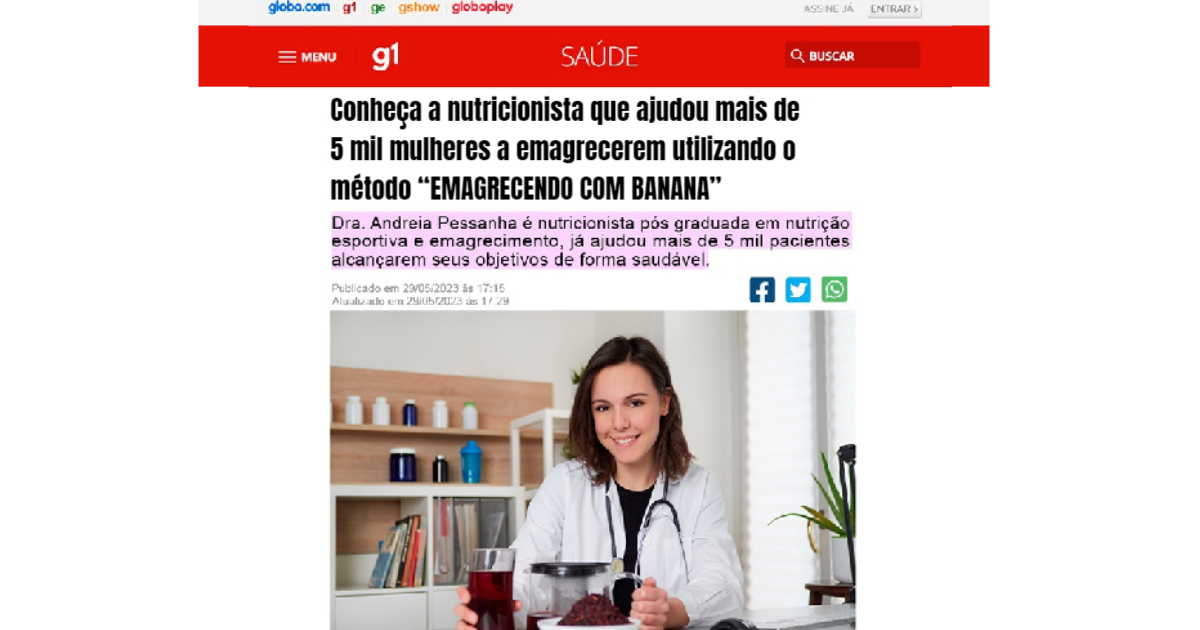 globo.com g1 ge gshow globoplay ASSINE JÁ ENTRAR ›
MENU g1 SAÚDE BUSCAR
Conheça a nutricionista que ajudou mais de
5 mil mulheres a emagrecerem utilizando o
método “EMAGRECENDO COM BANANA”
Dra. Andreia Pessanha é nutricionista pós graduada em nutrição
esportiva e emagrecimento, já ajudou mais de 5 mil pacientes
alcançarem seus objetivos de forma saudável.
Publicado em 29/05/2023 às 17:15
Atualizado em 29/05/2023 às 17:29